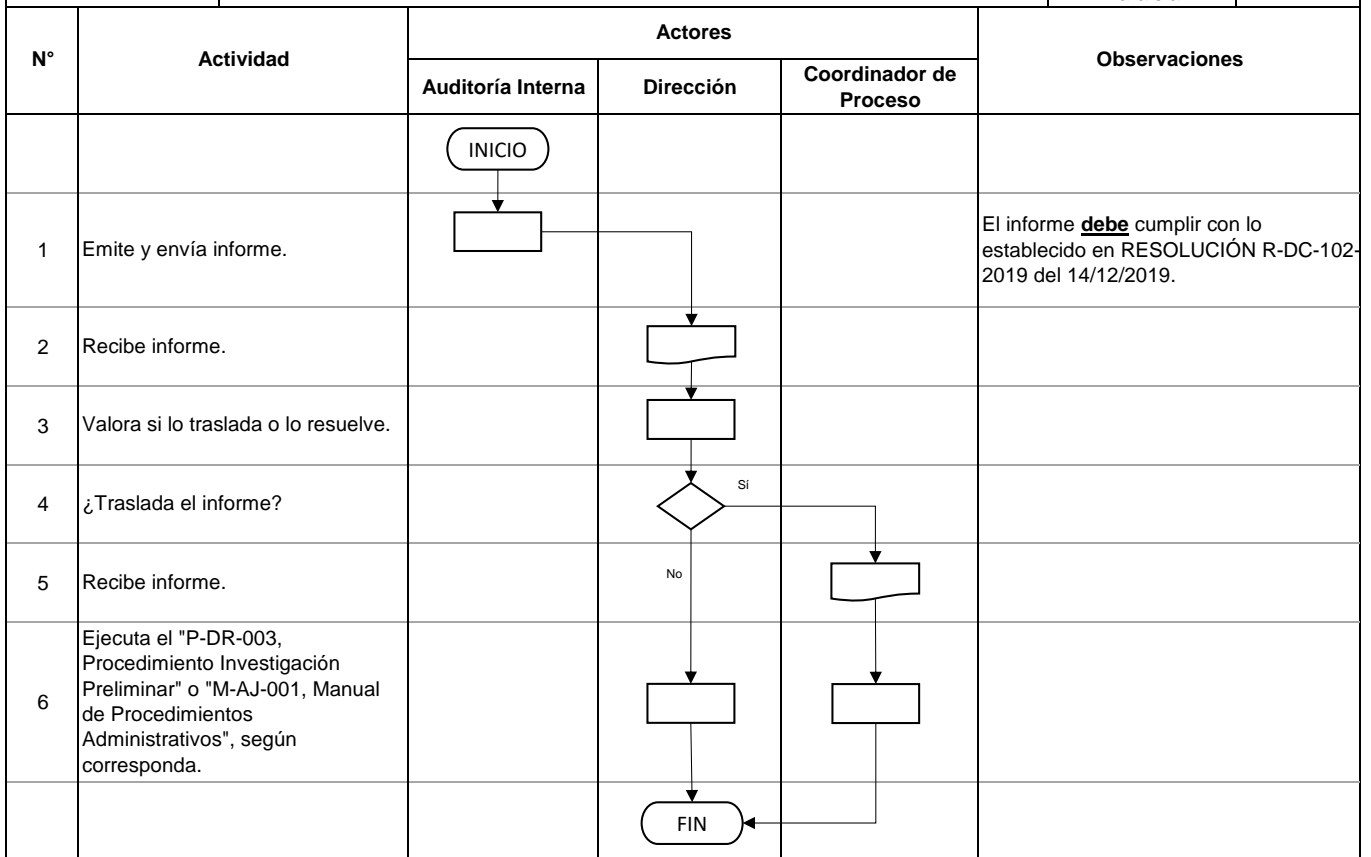 Actores
N°
Actividad
Observaciones
Auditoría Interna
Dirección
Coordinador de
Proceso
INICIO
1
Emite y envía informe.
El informe debe cumplir con lo
establecido en RESOLUCIÓN R-DC-102-
2019 del 14/12/2019.
2
Recibe informe.
3
Valora si lo traslada o lo resuelve.
4
¿Traslada el informe?
Sí
5
Recibe informe.
No
6
Ejecuta el "P-DR-003,
Procedimiento Investigación
Preliminar" o "M-AJ-001, Manual
de Procedimientos
Administrativos", según
corresponda.
FIN